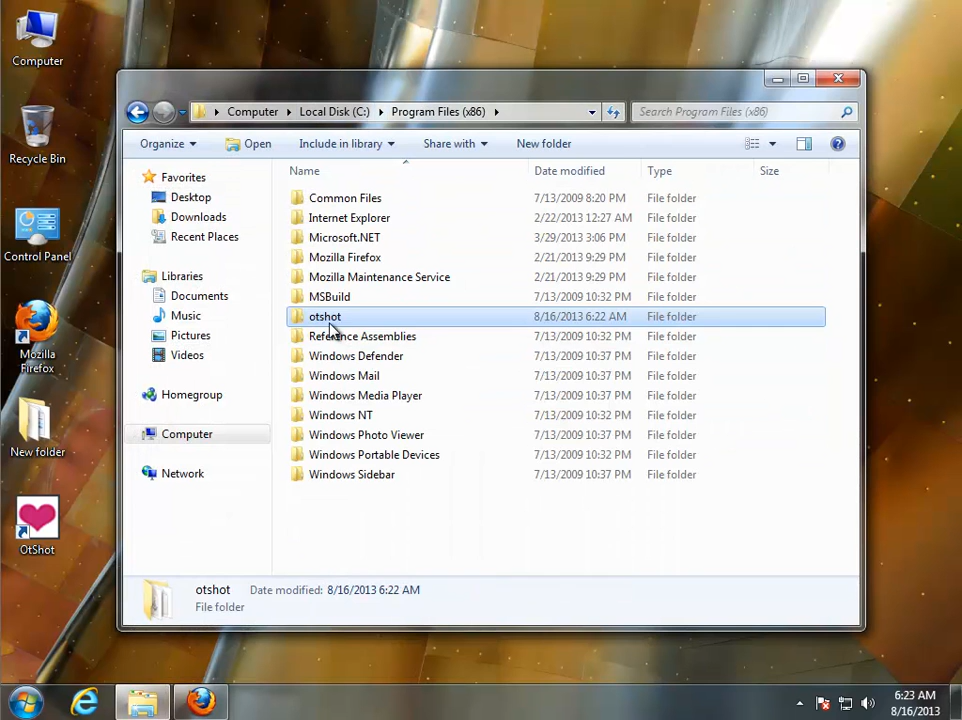 Computer
Recycle Bin
Control Panel
Mozilla
Firefox
New folder
OtShot
Computer Local Disk (C:) Program Files (x86) Search Program Files (x86)
Organize Open Include in library Share with New folder
Name Date modified Type Size
Favorites
Desktop
Downloads
Recent Places
Libraries
Documents
Music
Pictures
Videos
Homegroup
Computer
Network
Common Files 7/13/2009 8:20 PM File folder
Internet Explorer 2/22/2013 12:27 AM File folder
Microsoft.NET 3/29/2013 3:06 PM File folder
Mozilla Firefox 2/21/2013 9:29 PM File folder
Mozilla Maintenance Service 2/21/2013 9:29 PM File folder
MSBuild 7/13/2009 10:32 PM File folder
otshot 8/16/2013 6:22 AM File folder
Reference Assemblies 7/13/2009 10:32 PM File folder
Windows Defender 7/13/2009 10:37 PM File folder
Windows Mail 7/13/2009 10:37 PM File folder
Windows Media Player 7/13/2009 10:37 PM File folder
Windows NT 7/13/2009 10:32 PM File folder
Windows Photo Viewer 7/13/2009 10:37 PM File folder
Windows Portable Devices 7/13/2009 10:32 PM File folder
Windows Sidebar 7/13/2009 10:37 PM File folder
otshot Date modified: 8/16/2013 6:22 AM
File folder
6:23 AM
8/16/2013